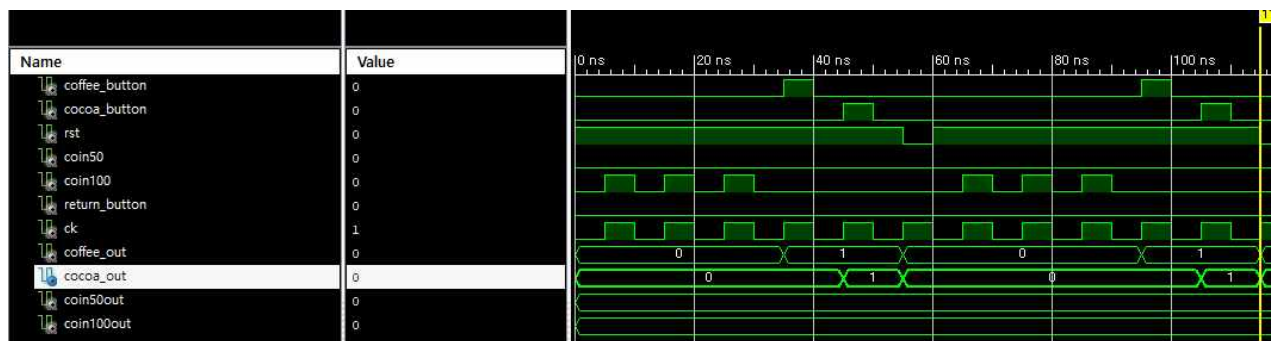 11
Name Value 0 ns 20 ns 40 ns 60 ns 80 ns 100 ns
coffee_button 0
cocoa_button 0
rst 0
coin50 0
coin100 0
return_button 0
ck 1
coffee_out 0 0 1 0 1
cocoa_out 0 0 1 0 1
coin50out 0
coin100out 0